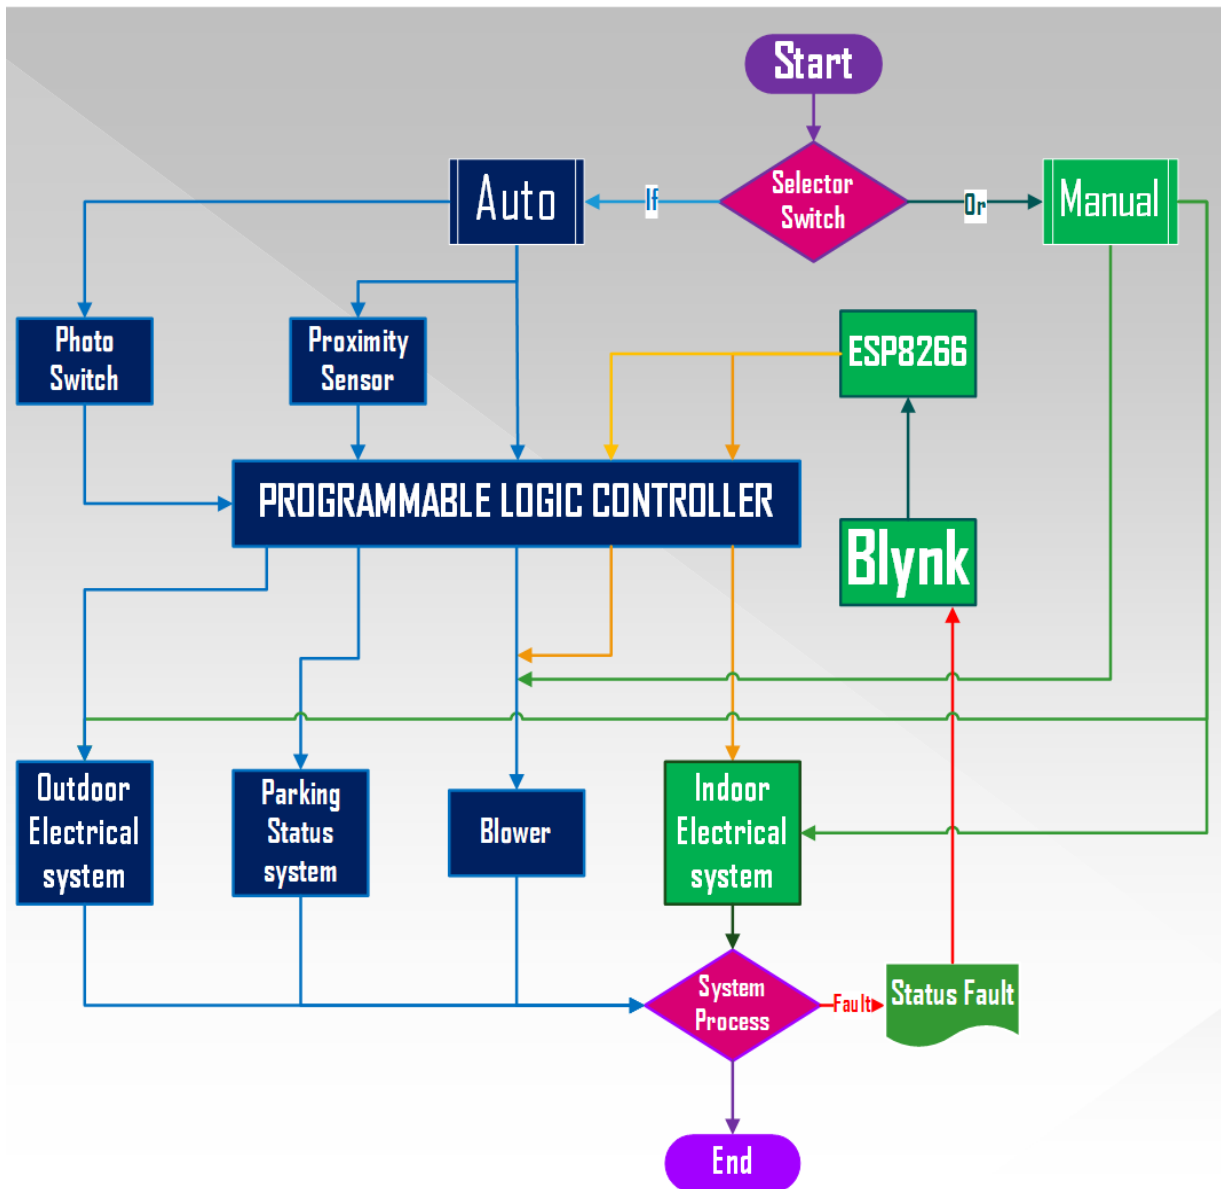 Start
Selector
Switch
If
Or
Auto
Manual
Photo
Switch
Proximity
Sensor
ESP8266
PROGRAMMABLE LOGIC CONTROLLER
Blynk
Outdoor
Electrical
system
Parking
Status
system
Blower
Indoor
Electrical
system
System
Process
Fault
Status Fault
End